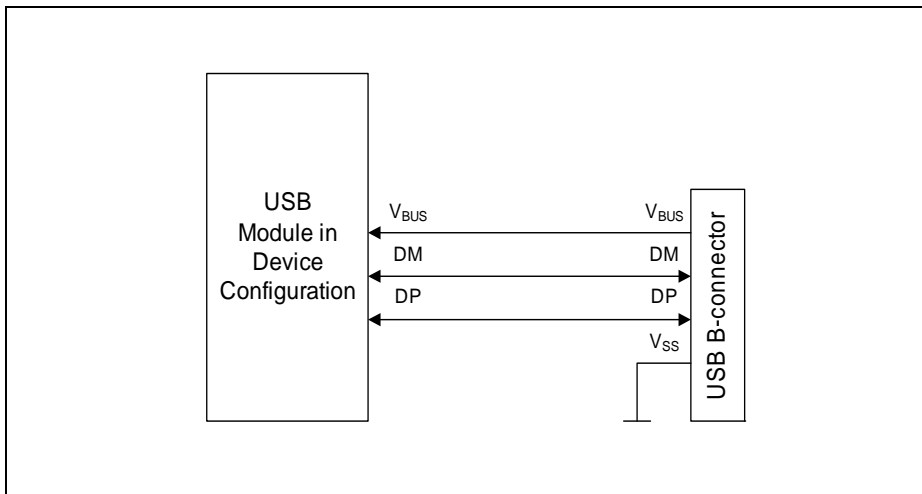 USB
Module in
Device
Configuration
VBUS
VBUS
DM
DM
DP
DP
VSS
USB B-connector